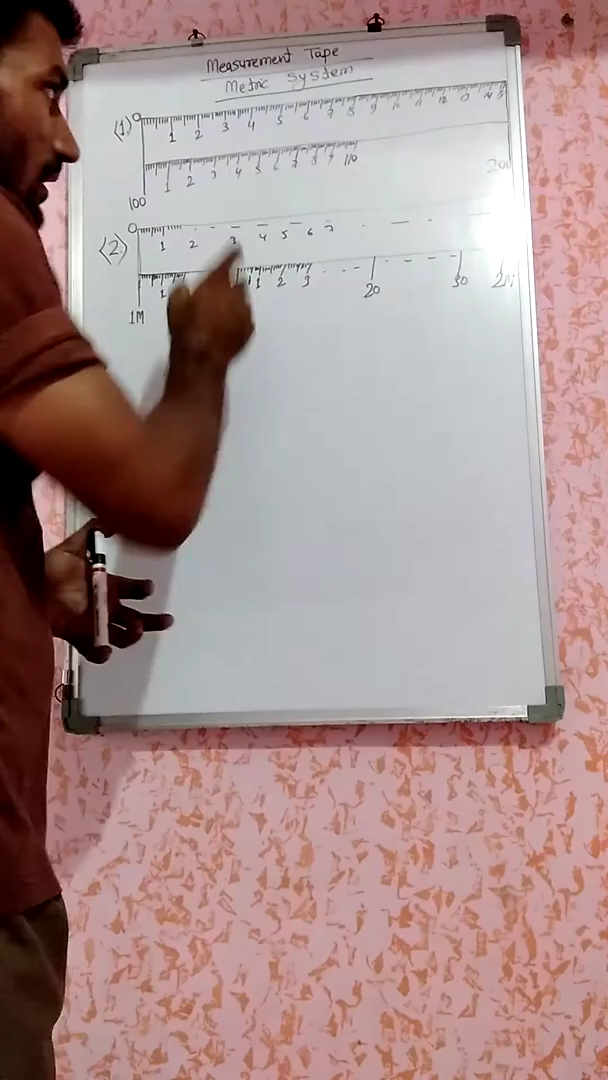 Measurement Tape
Metric System
(1) 0 1 2 3 4 5 6 7 8 9 10 11 12 13 14 15
1 2 3 4 5 6 7 8 9 110
100 200
(2) 0 1 2 3 4 5 6 7
1 1 2 3 20 30 2M
1M